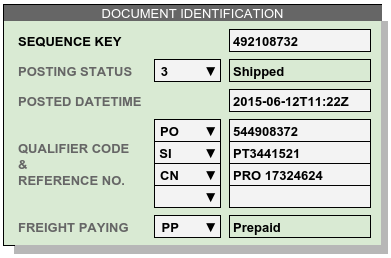 DOCUMENT IDENTIFICATION
SEQUENCE KEY 492108732
POSTING STATUS 3 ▼ Shipped
POSTED DATETIME 2015-06-12T11:22Z
PO ▼ 544908372
QUALIFIER CODE SI ▼ PT3441521
&
REFERENCE NO. CN ▼ PRO 17324624
▼
FREIGHT PAYING PP ▼ Prepaid